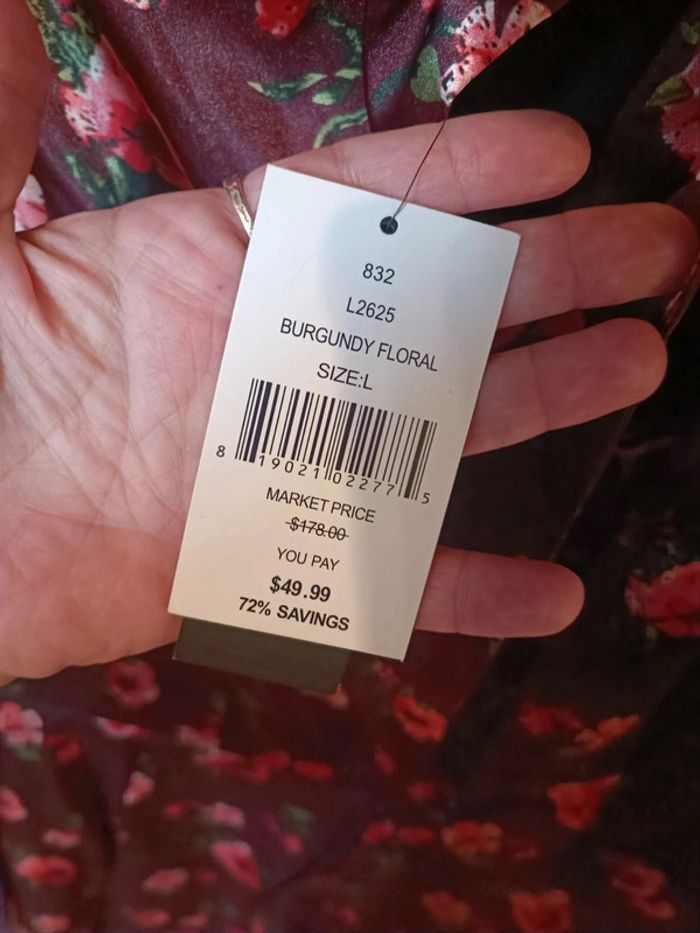 832
L2625
BURGUNDY FLORAL
SIZE:L
8 19021 02277 5
MARKET PRICE
$178.00
YOU PAY
$49.99
72% SAVINGS